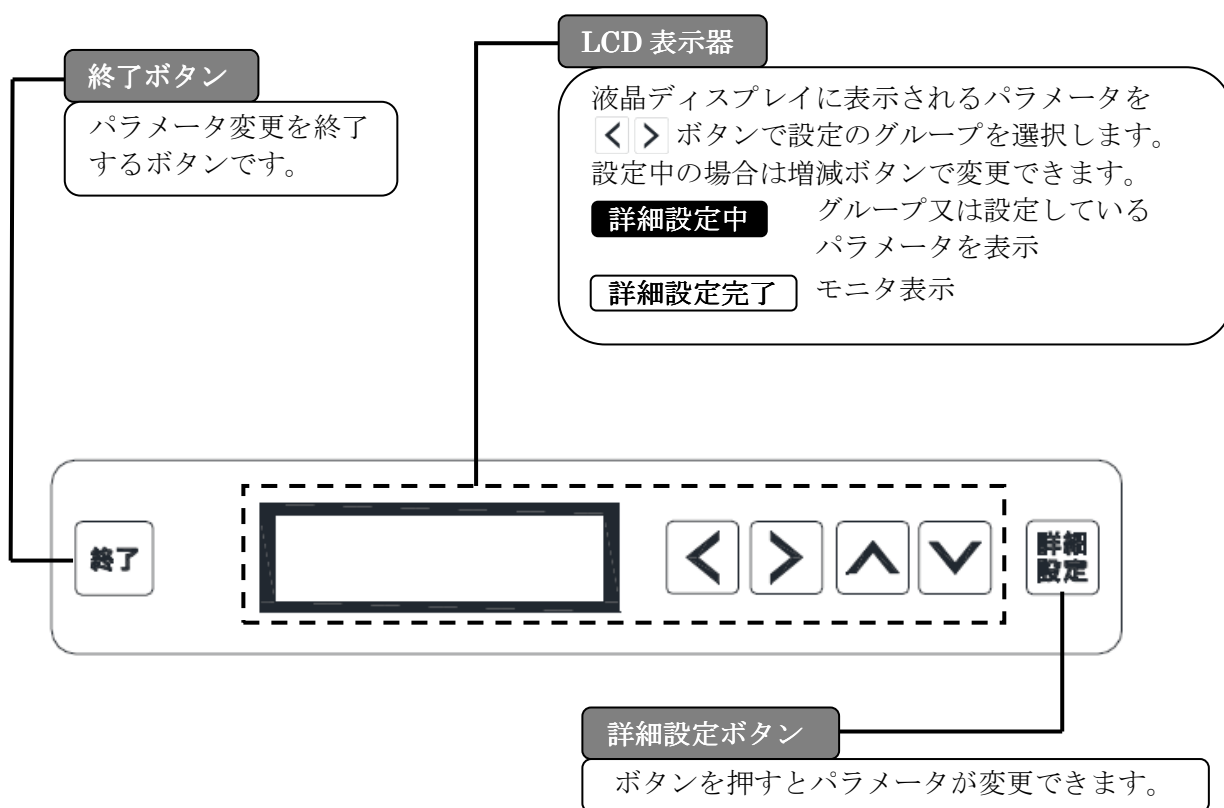 LCD 表示器
液晶ディスプレイに表示されるパラメータを
< > ボタンで設定のグループを選択します。
設定中の場合は増減ボタンで変更できます。
詳細設定中 グループ又は設定している
パラメータを表示
詳細設定完了 モニタ表示
終了ボタン
パラメータ変更を終了
するボタンです。
終了
詳細
設定
詳細設定ボタン
ボタンを押すとパラメータが変更できます。